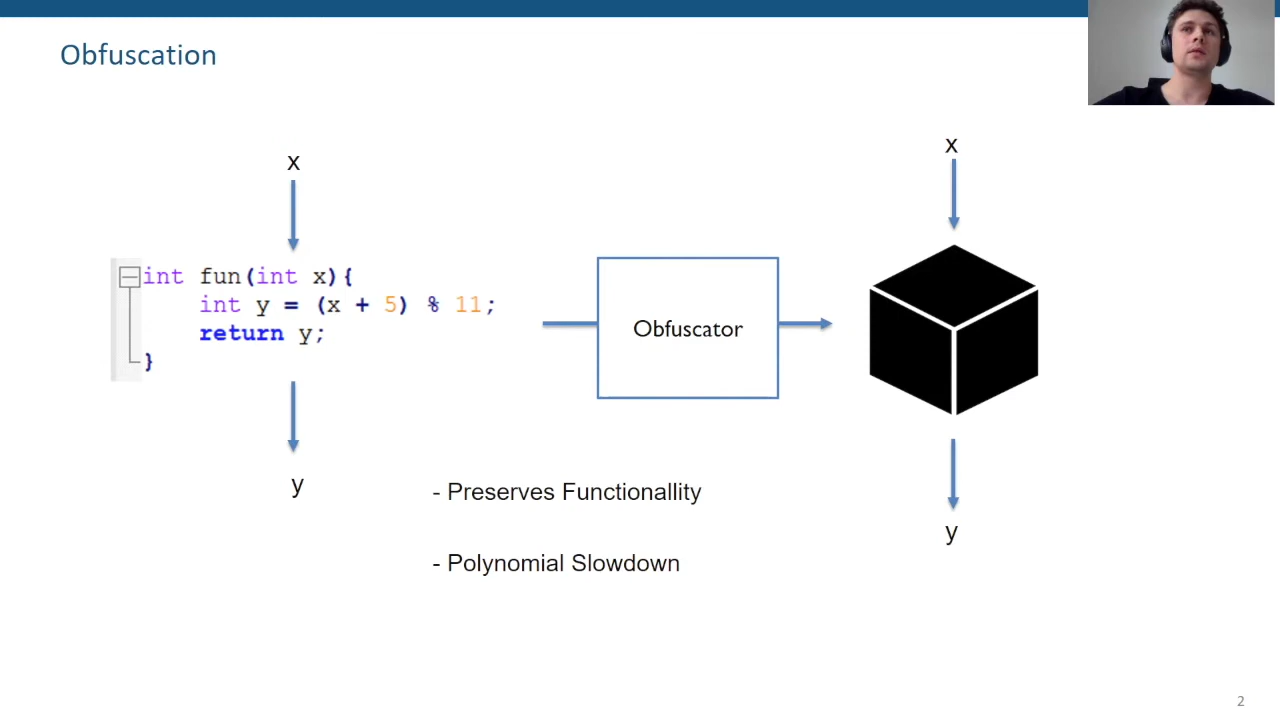 Obfuscation
x
int fun(int x){
int y = (x + 5) % 11;
return y;
}
y
Obfuscator
x
y
- Preserves Functionallity
- Polynomial Slowdown
2